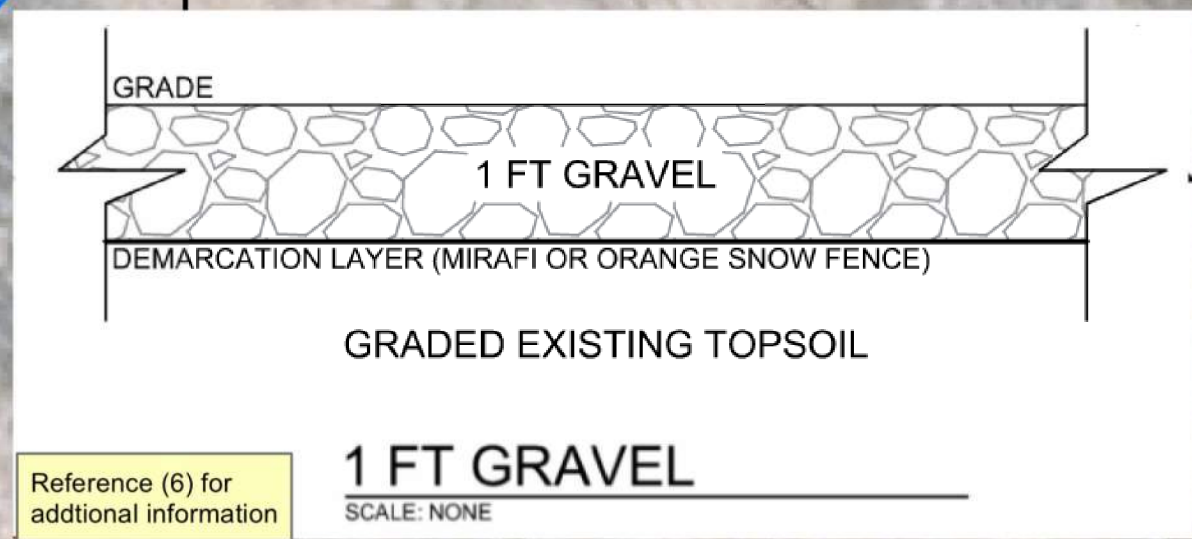 GRADE
1 FT GRAVEL
DEMARCATION LAYER (MIRAFI OR ORANGE SNOW FENCE)
GRADED EXISTING TOPSOIL
1 FT GRAVEL
SCALE: NONE
Reference (6) for
addtional information